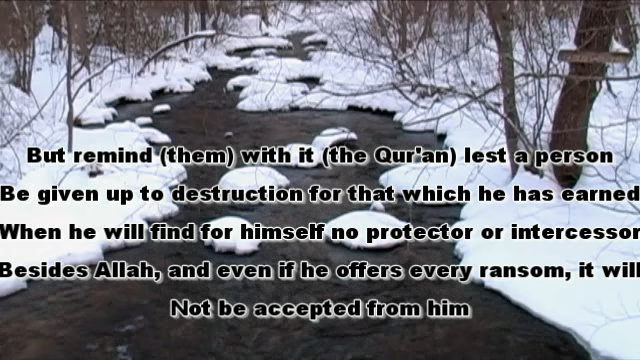 But remind (them) with it (the Qur'an) lest a person
Be given up to destruction for that which he has earned
When he will find for himself no protector or intercessor
Besides Allah, and even if he offers every ransom, it will
Not be accepted from him